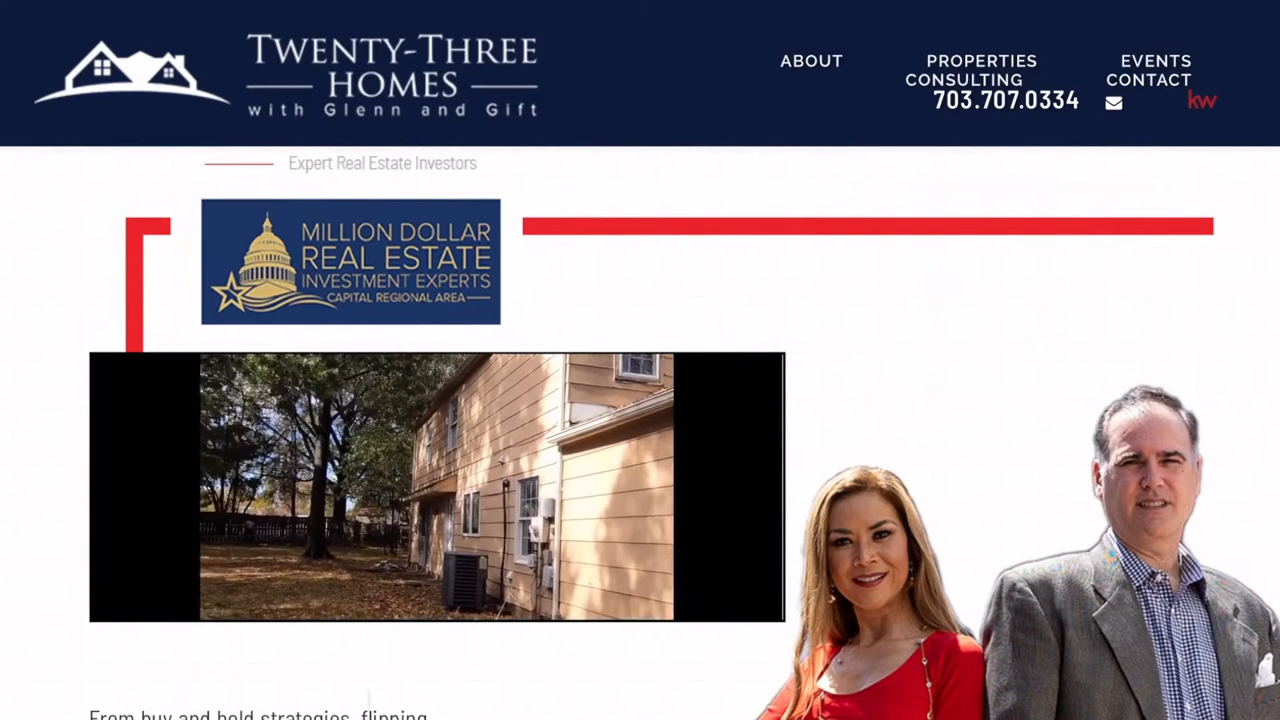 TWENTY-THREE
HOMES
with Glenn and Gift
ABOUT PROPERTIES EVENTS
CONSULTING CONTACT
703.707.0334 kw
Expert Real Estate Investors
MILLION DOLLAR
REAL ESTATE
INVESTMENT EXPERTS
CAPITAL REGIONAL AREA
From buy and hold strategies, flipping